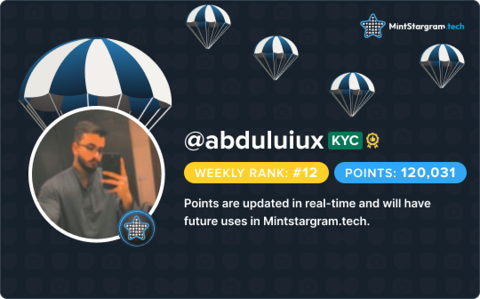 MintStargram.tech
@abduluiux KYC
WEEKLY RANK: #12 POINTS: 120,031
Points are updated in real-time and will have
future uses in Mintstargram.tech.